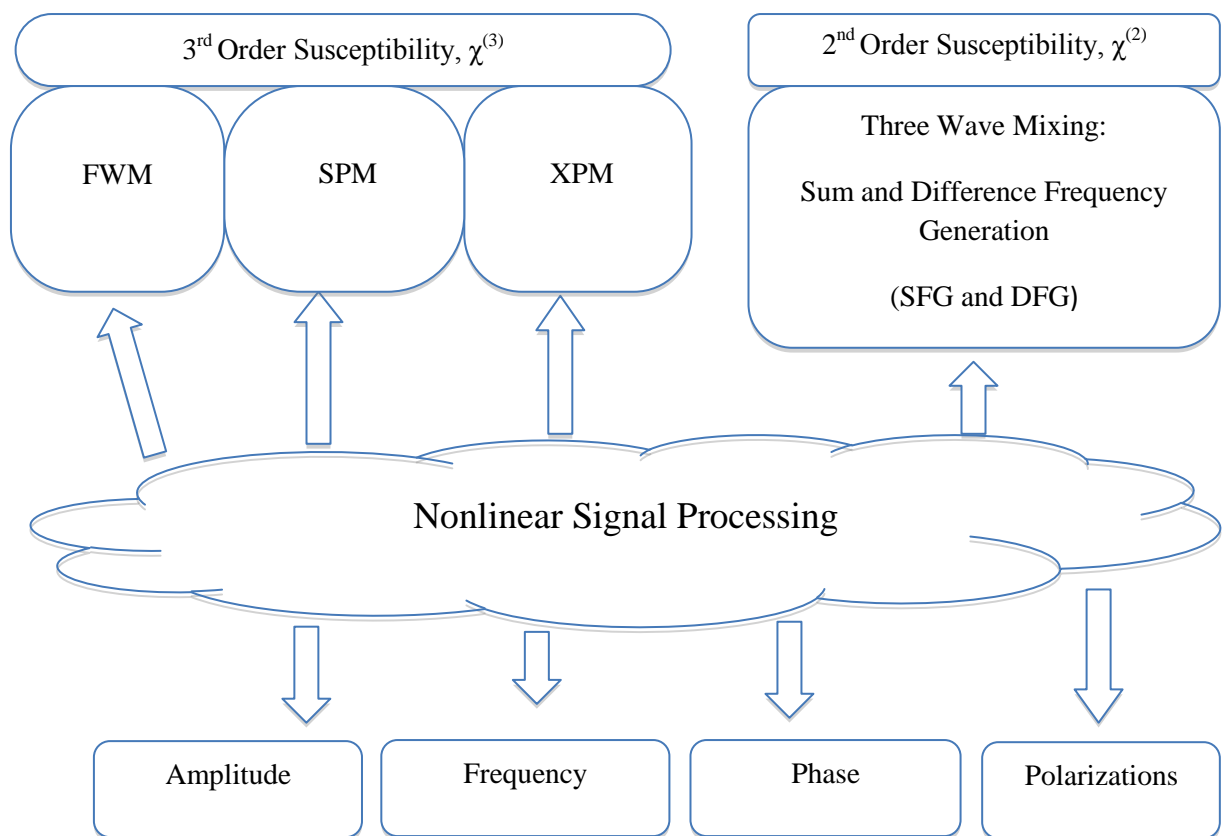 3rd Order Susceptibility, χ(3)
2nd Order Susceptibility, χ(2)
FWM
SPM
XPM
Three Wave Mixing:
Sum and Difference Frequency
Generation
(SFG and DFG)
Nonlinear Signal Processing
Amplitude
Frequency
Phase
Polarizations